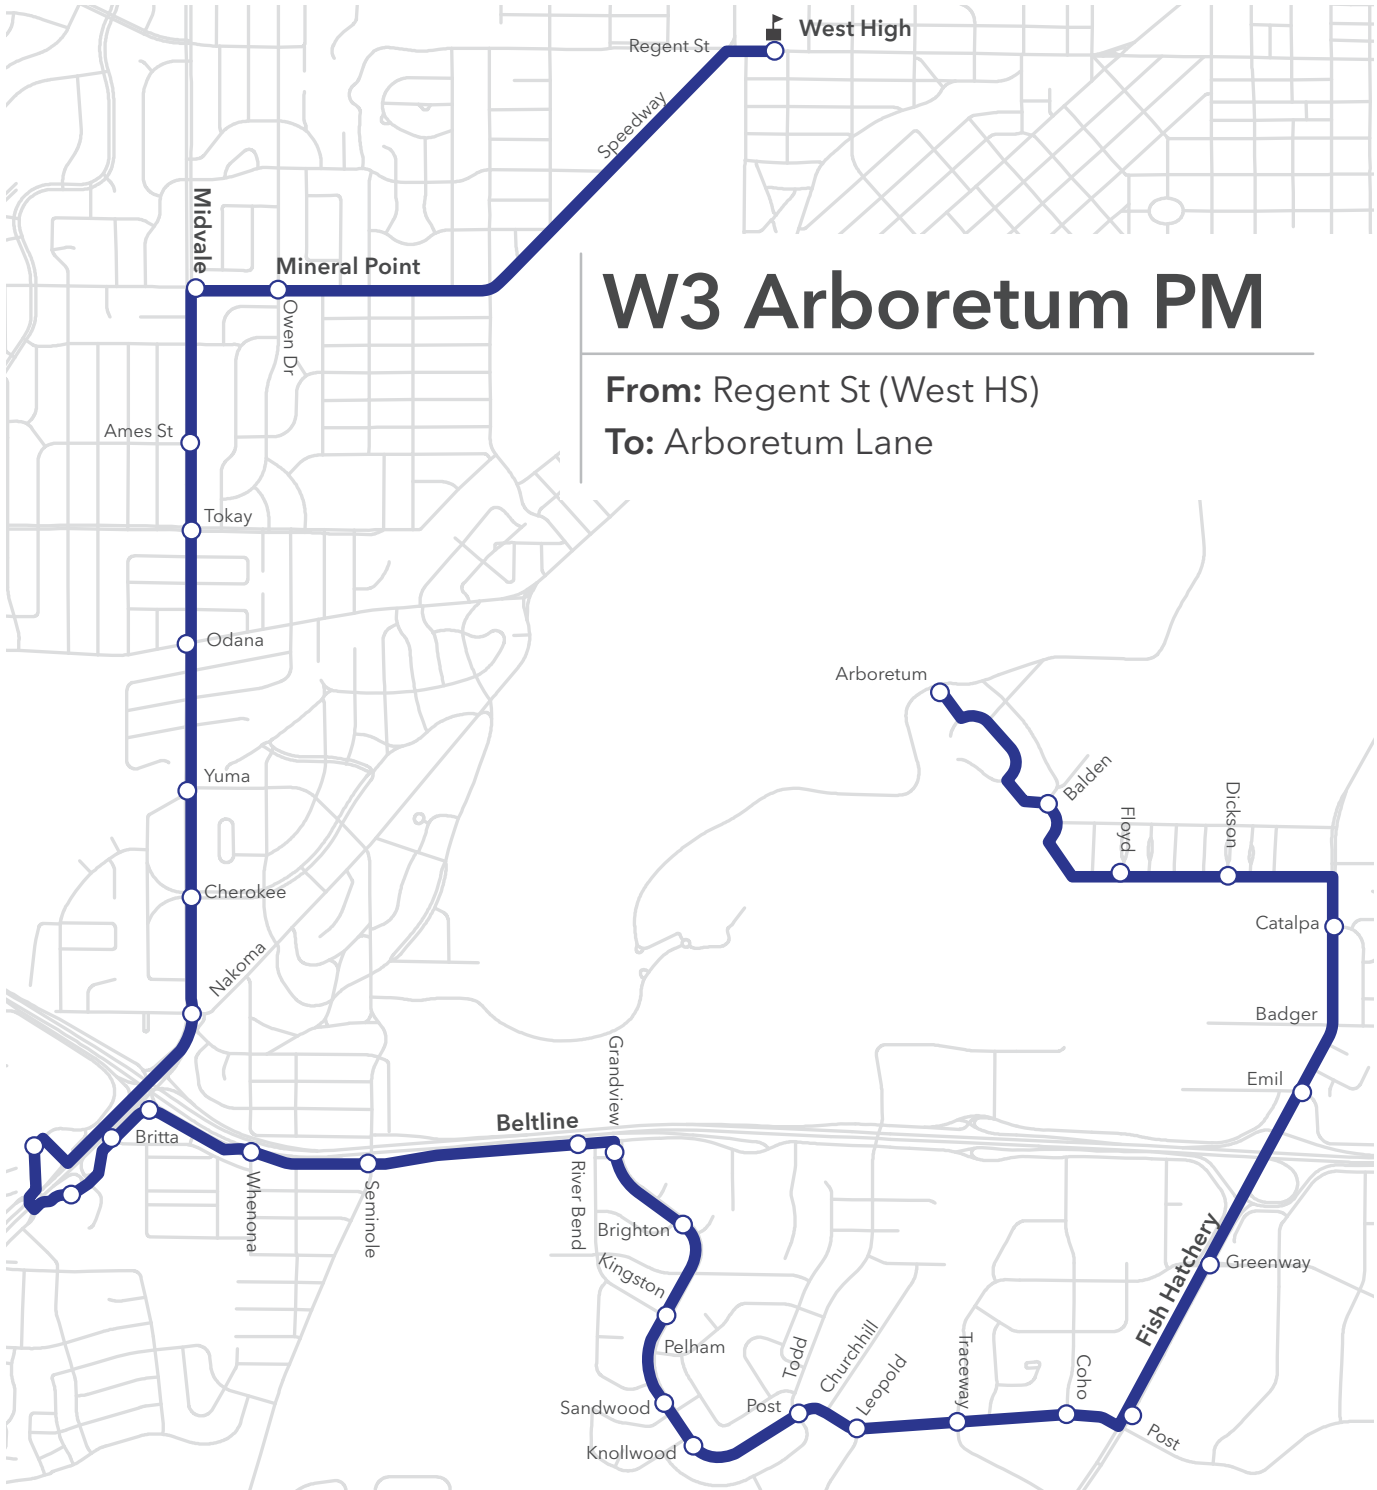 West High
Regent St
Speedway
Midvale
Mineral Point
Owen Dr
W3 Arboretum PM
From: Regent St (West HS)
To: Arboretum Lane
Ames St
Tokay
Odana
Arboretum
Yuma
Balden
Floyd
Dickson
Cherokee
Catalpa
Nakoma
Badger
Grandview
Emil
Beltline
Britta
Whenona
Seminole
River Bend
Brighton
Kingston
Fish Hatchery
Greenway
Pelham
Todd
Churchhill
Leopold
Traceway
Coho
Sandwood
Post
Knollwood
Post